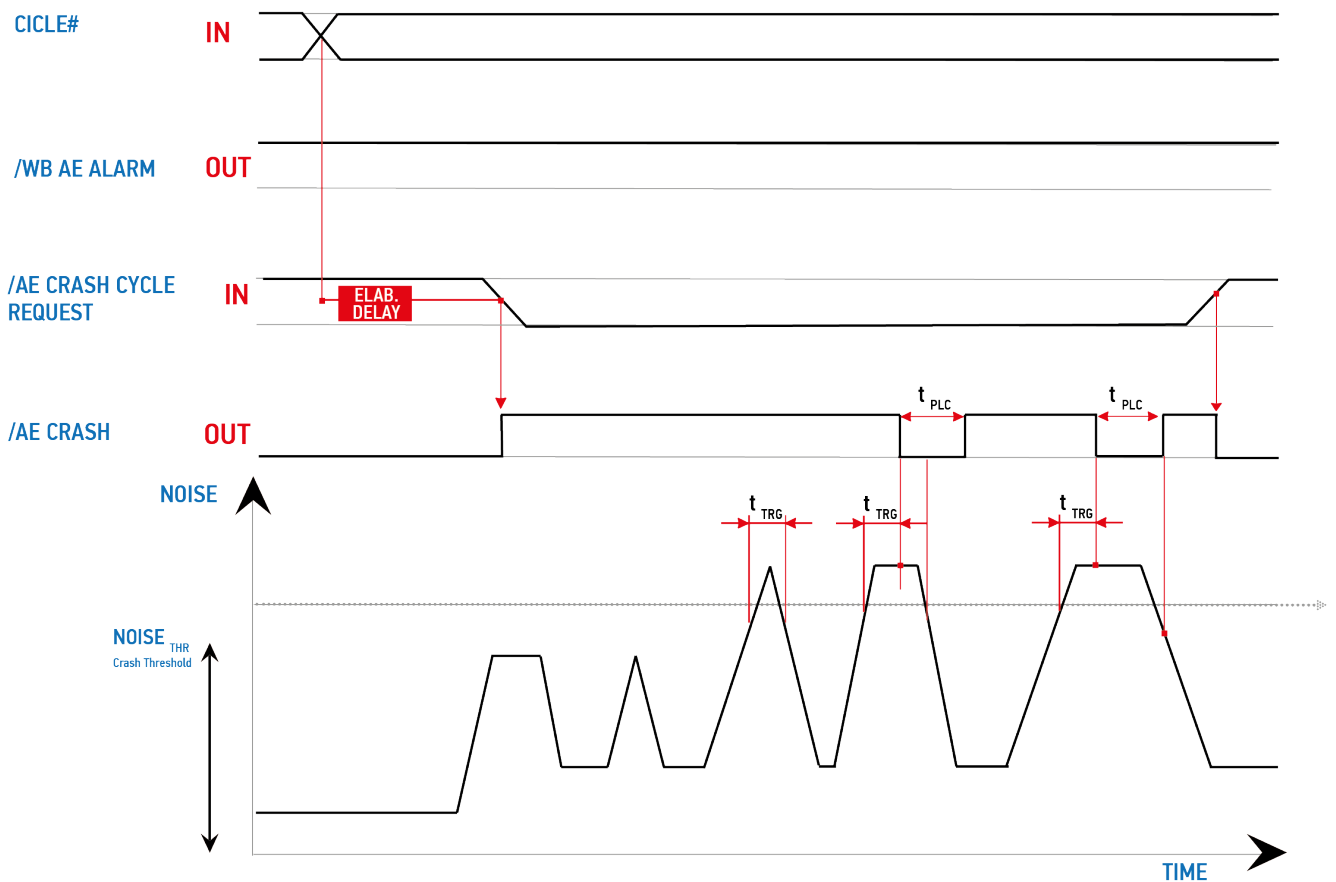 CICLE#
IN
/WB AE ALARM
OUT
/AE CRASH CYCLE
REQUEST
IN
ELAB.
DELAY
/AE CRASH
OUT
t PLC
t PLC
NOISE
t TRG
t TRG
t TRG
NOISE THR
Crash Threshold
TIME